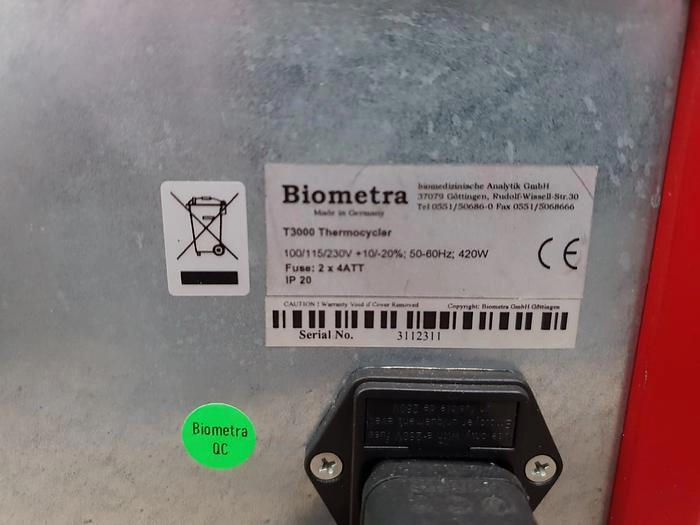 Biometra
Made in Germany
biomedizinische Analytik GmbH
37079 Göttingen, Rudolf-Wissell-Str.30
Tel 0551/50686-0 Fax 0551/5068666
T3000 Thermocycler
100/115/230V +10/-20%; 50-60Hz; 420W
Fuse: 2 x 4ATT
IP 20
CE
CAUTION ! Warranty Void if Cover Removed
Copyright: Biometra GmbH Göttingen
Serial No. 3112311
Biometra
QC